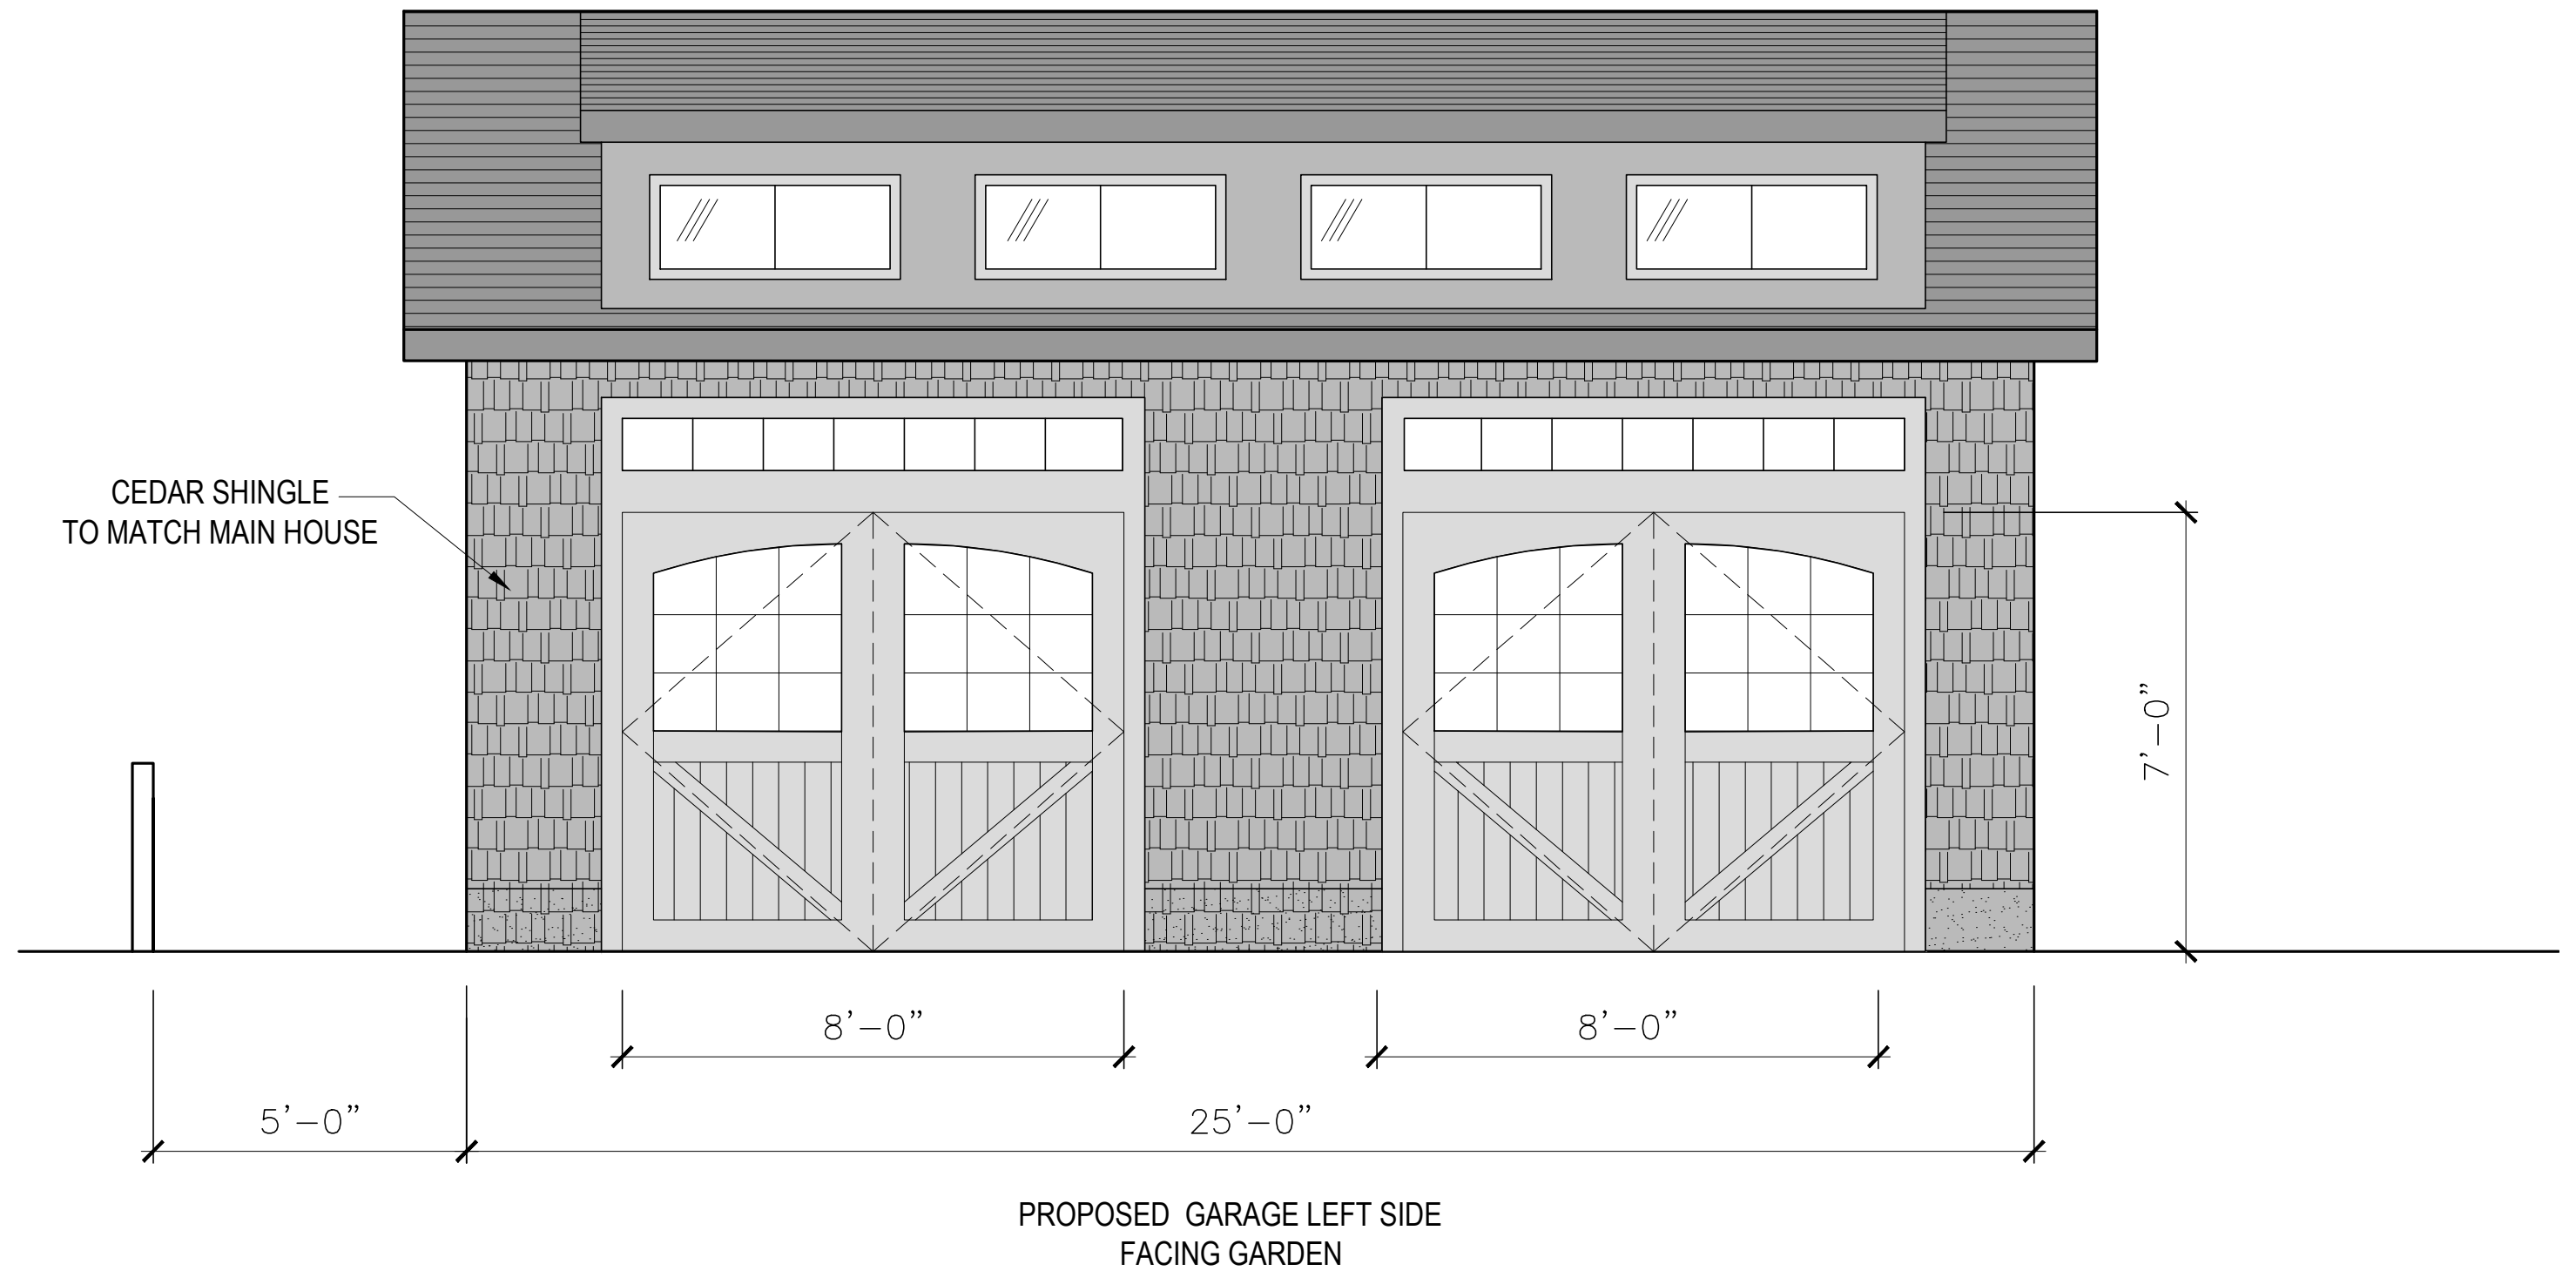 CEDAR SHINGLE
TO MATCH MAIN HOUSE
7'-0"
8'-0"
8'-0"
5'-0"
25'-0"
PROPOSED GARAGE LEFT SIDE
FACING GARDEN